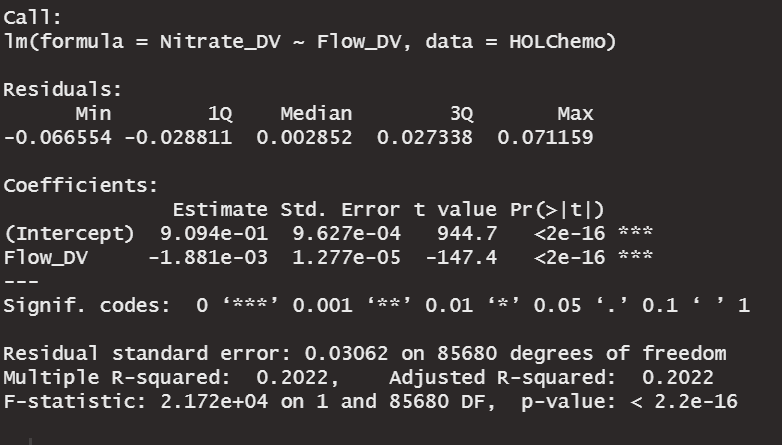 Call:
lm(formula = Nitrate_DV ~ Flow_DV, data = HOLChemo)
Residuals:
Min 1Q Median 3Q Max
-0.066554 -0.028811 0.002852 0.027338 0.071159
Coefficients:
Estimate Std. Error t value Pr(>|t|)
(Intercept) 9.094e-01 9.627e-04 944.7 <2e-16 ***
Flow_DV -1.881e-03 1.277e-05 -147.4 <2e-16 ***
---
Signif. codes: 0 ‘***’ 0.001 ‘**’ 0.01 ‘*’ 0.05 ‘.’ 0.1 ‘ ’ 1
Residual standard error: 0.03062 on 85680 degrees of freedom
Multiple R-squared: 0.2022, Adjusted R-squared: 0.2022
F-statistic: 2.172e+04 on 1 and 85680 DF, p-value: < 2.2e-16